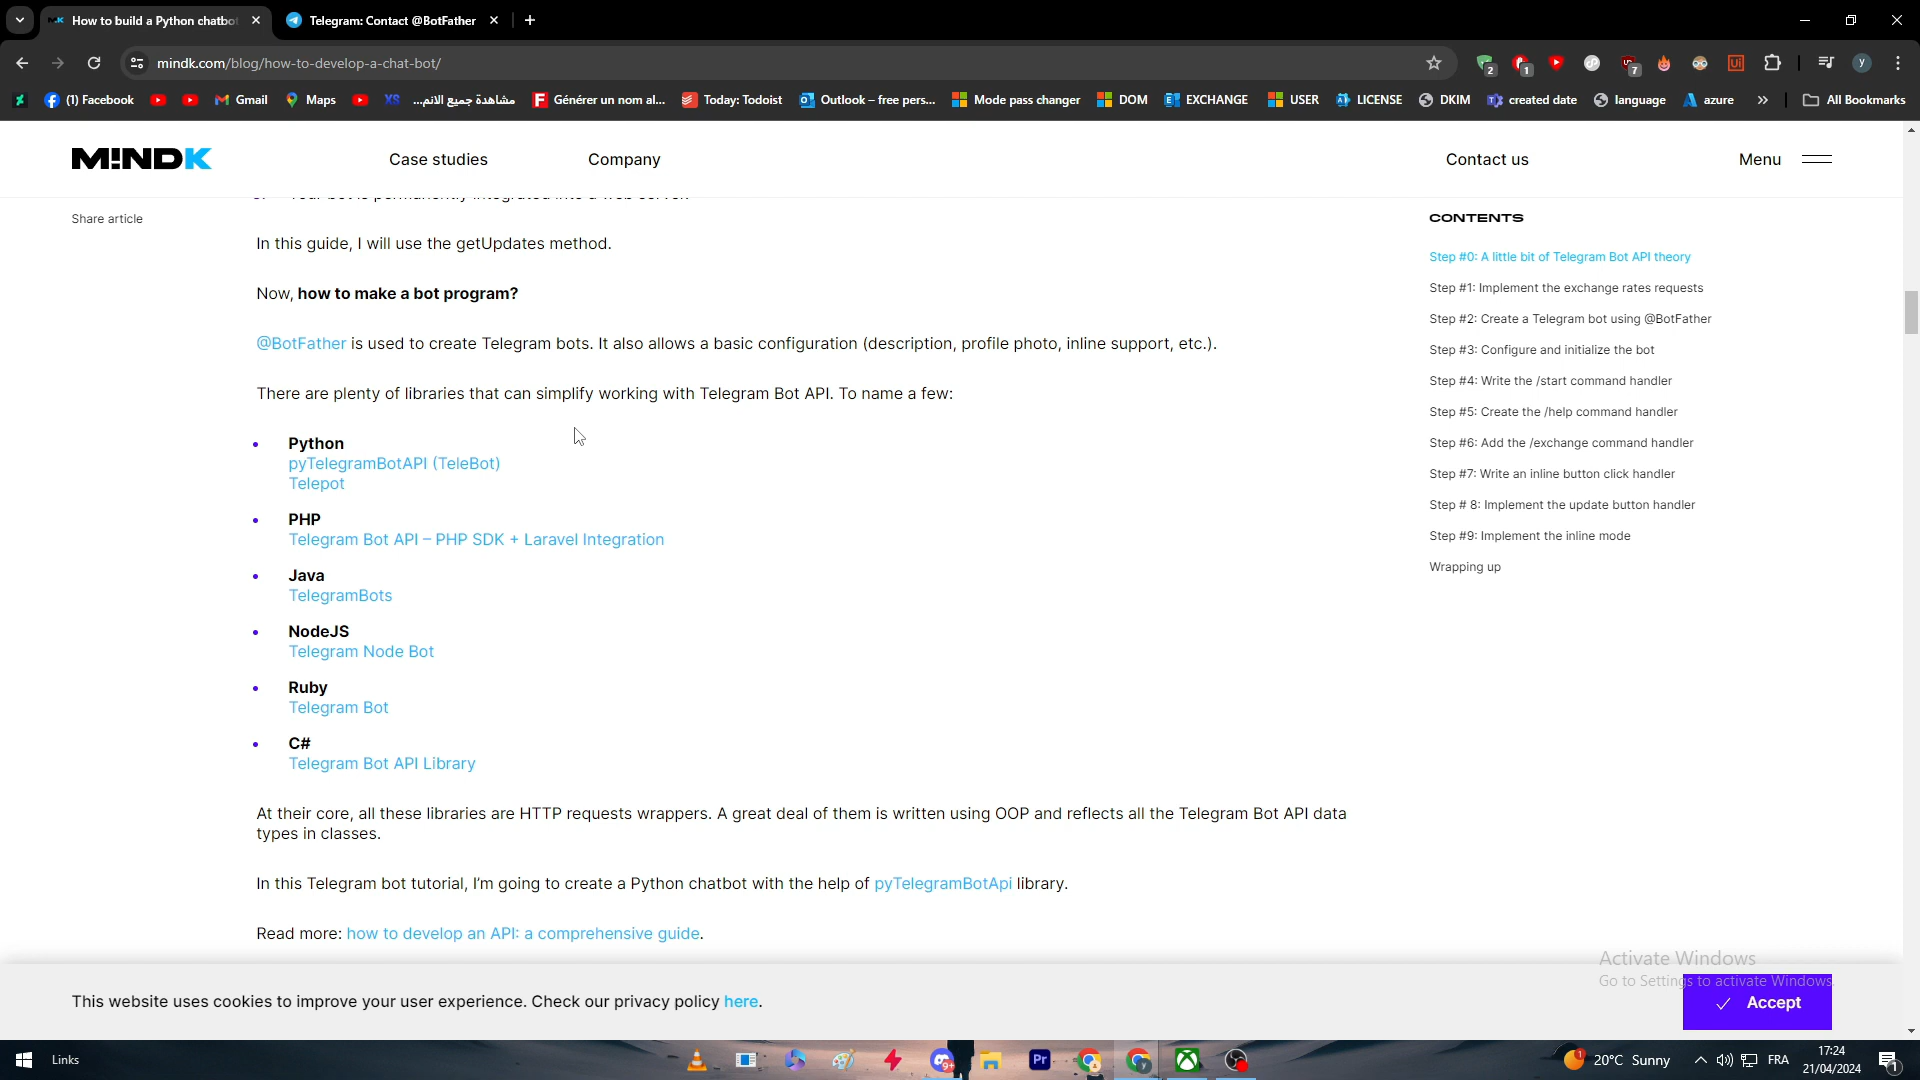 How to build a Python chatbot
Telegram: Contact @BotFather
mindk.com/blog/how-to-develop-a-chat-bot/
2
1
7
Ui
y
(1) Facebook
Gmail
Maps
XS
مشاهدة جميع الانم...
Générer un nom al...
Today: Todoist
Outlook – free pers...
Mode pass changer
DOM
EXCHANGE
USER
LICENSE
DKIM
created date
language
azure
All Bookmarks
M!NDK
Case studies
Company
Contact us
Menu
Share article
In this guide, I will use the getUpdates method.
Now, how to make a bot program?
@BotFather is used to create Telegram bots. It also allows a basic configuration (description, profile photo, inline support, etc.).
There are plenty of libraries that can simplify working with Telegram Bot API. To name a few:
Python
pyTelegramBotAPI (TeleBot)
Telepot
PHP
Telegram Bot API – PHP SDK + Laravel Integration
Java
TelegramBots
NodeJS
Telegram Node Bot
Ruby
Telegram Bot
C#
Telegram Bot API Library
At their core, all these libraries are HTTP requests wrappers. A great deal of them is written using OOP and reflects all the Telegram Bot API data
types in classes.
In this Telegram bot tutorial, I'm going to create a Python chatbot with the help of pyTelegramBotApi library.
Read more: how to develop an API: a comprehensive guide.
CONTENTS
Step #0: A little bit of Telegram Bot API theory
Step #1: Implement the exchange rates requests
Step #2: Create a Telegram bot using @BotFather
Step #3: Configure and initialize the bot
Step #4: Write the /start command handler
Step #5: Create the /help command handler
Step #6: Add the /exchange command handler
Step #7: Write an inline button click handler
Step # 8: Implement the update button handler
Step #9: Implement the inline mode
Wrapping up
Activate Windows
Go to Settings to activate Windows.
This website uses cookies to improve your user experience. Check our privacy policy here.
Accept
Links
9+
Pr
20°C Sunny
FRA
17:24
21/04/2024
1